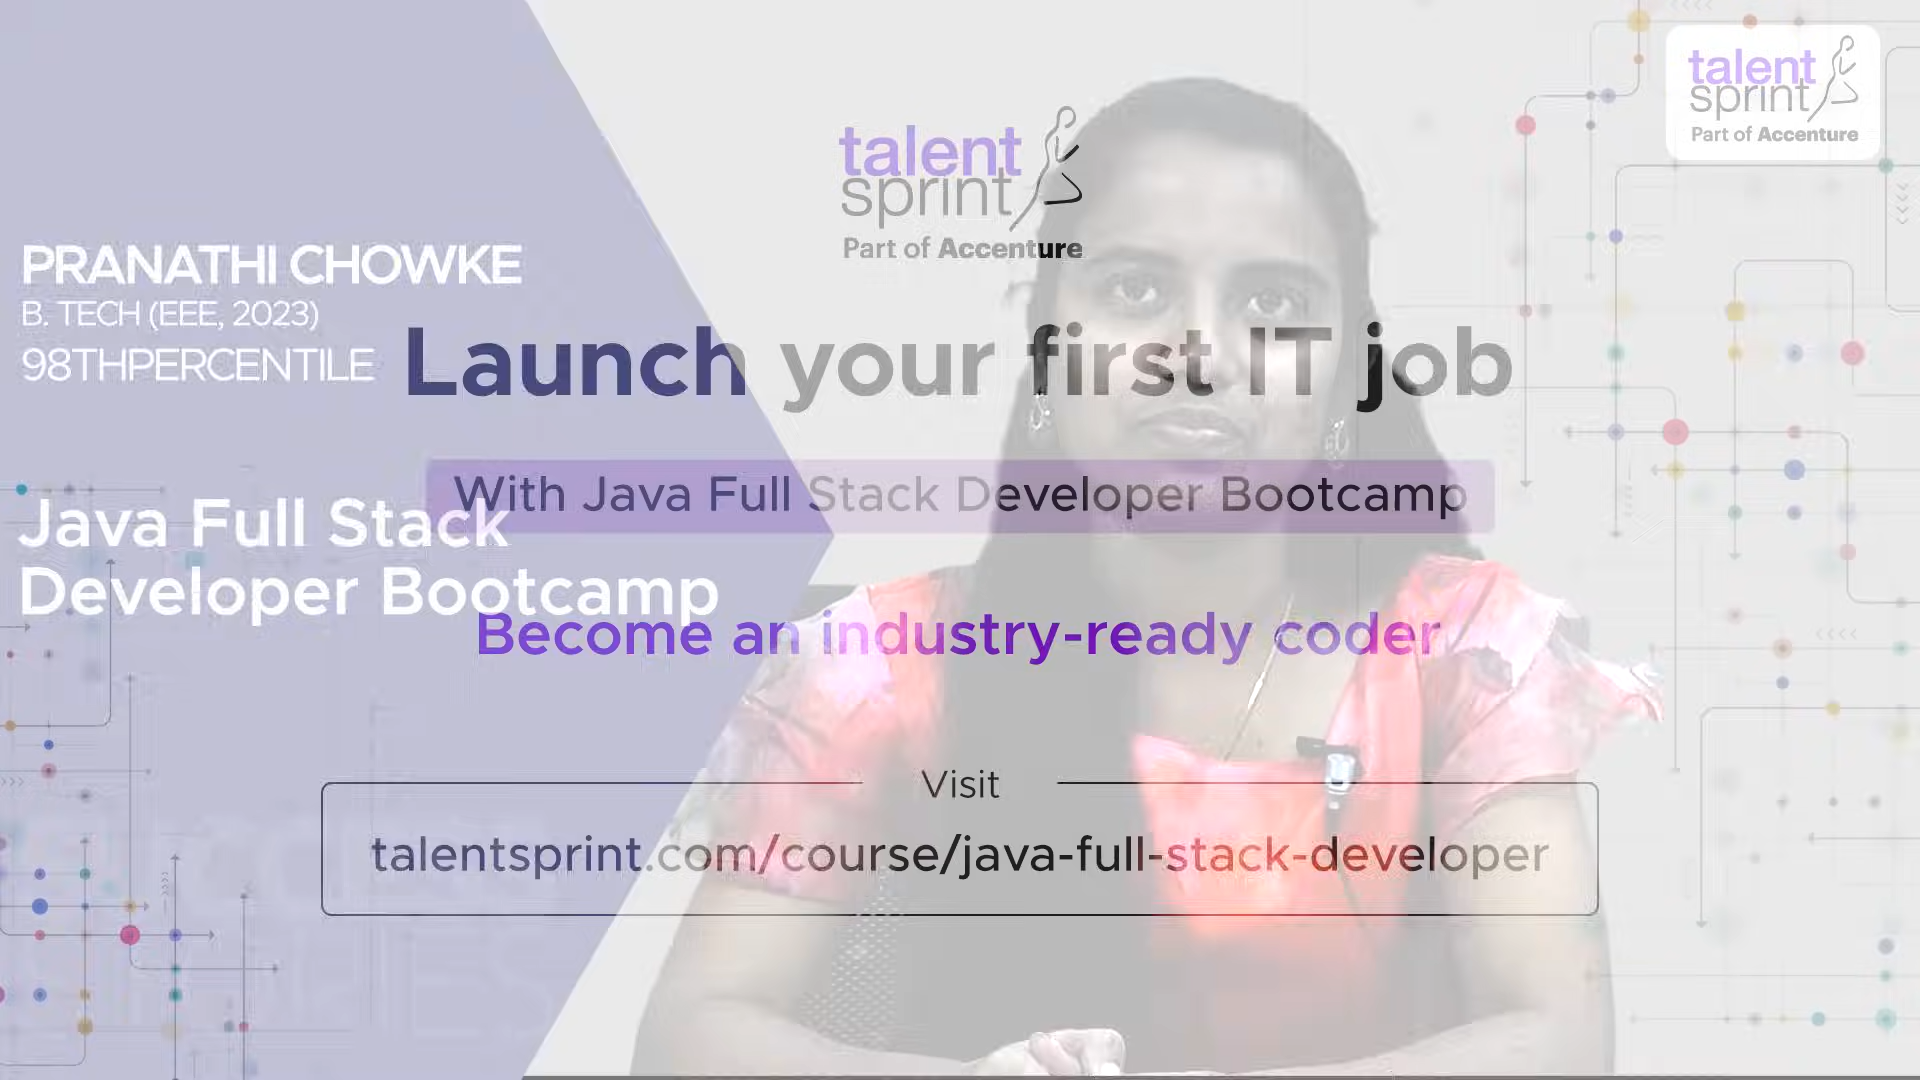 talent
sprint
Part of Accenture
talent
sprint
Part of Accenture
PRANATHI CHOWKE
B. TECH (EEE, 2023)
98THPERCENTILE
Launch your first IT job
With Java Full Stack Developer Bootcamp
Java Full Stack
Developer Bootcamp
Become an industry-ready coder
Visit
talentsprint.com/course/java-full-stack-developer